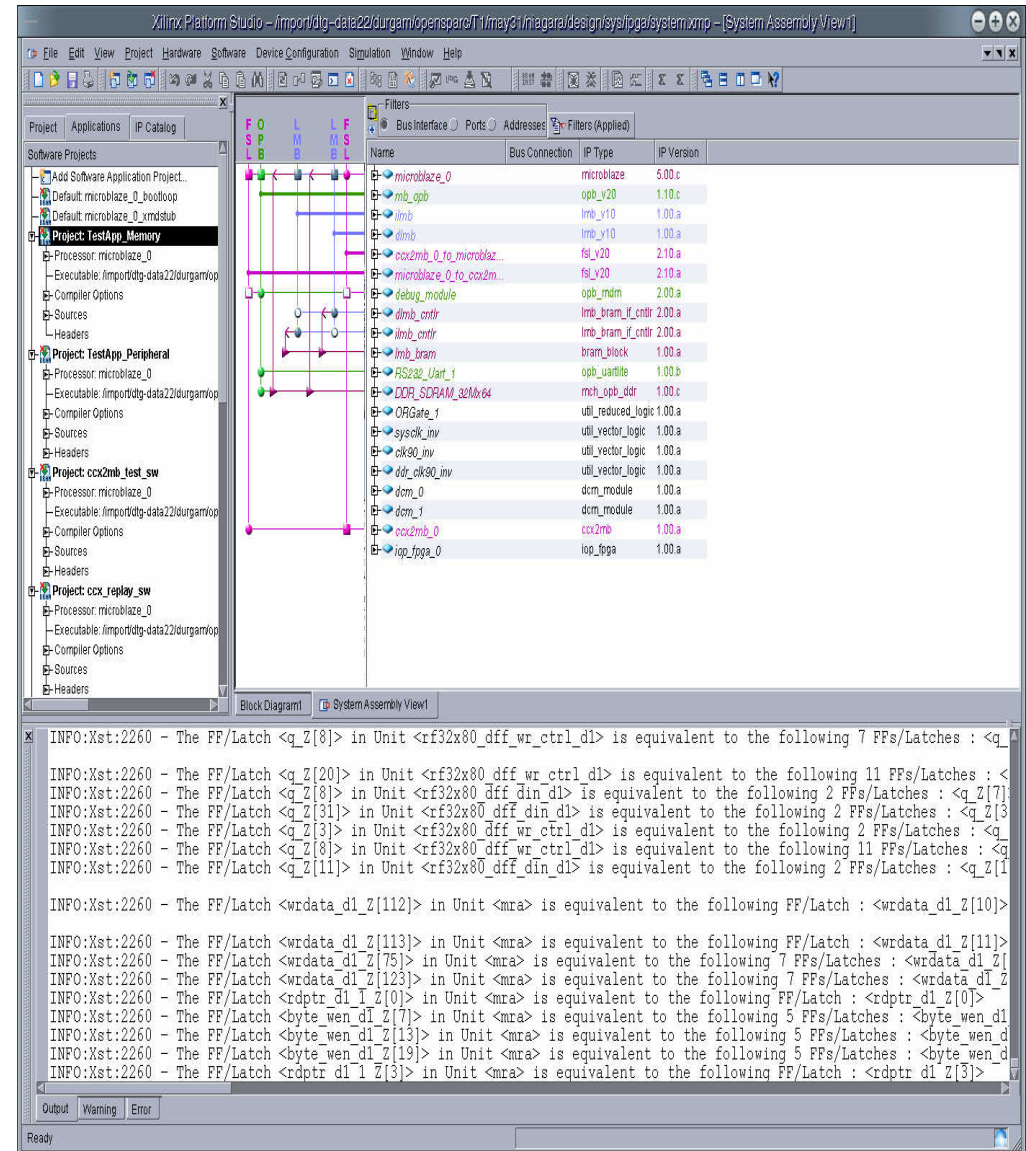 Xilinx Platform Studio – /import/dtg-data22/durgam/opensparc/T1/may31/niagara/design/sys/fpga/system.xmp – [System Assembly View1]
File Edit View Project Hardware Software Device Configuration Simulation Window Help
Project Applications IP Catalog
Software Projects
Add Software Application Project...
Default: microblaze_0_bootloop
Default: microblaze_0_xmdstub
Project: TestApp_Memory
Processor: microblaze_0
Executable: /import/dtg-data22/durgam/op
Compiler Options
Sources
Headers
Project: TestApp_Peripheral
Processor: microblaze_0
Executable: /import/dtg-data22/durgam/op
Compiler Options
Sources
Headers
Project: ccx2mb_test_sw
Processor: microblaze_0
Executable: /import/dtg-data22/durgam/op
Compiler Options
Sources
Headers
Project: ccx_replay_sw
Processor: microblaze_0
Executable: /import/dtg-data22/durgam/op
Compiler Options
Sources
Headers
FSL OPB LMB LMB FSL
Filters
Bus Interface Ports Addresses Filters (Applied)
Name Bus Connection IP Type IP Version
microblaze_0 microblaze 5.00.c
mb_opb opb_v20 1.10.c
ilmb lmb_v10 1.00.a
dlmb lmb_v10 1.00.a
ccx2mb_0_to_microblaz... fsl_v20 2.10.a
microblaze_0_to_ccx2m... fsl_v20 2.10.a
debug_module opb_mdm 2.00.a
dlmb_cntlr lmb_bram_if_cntlr 2.00.a
ilmb_cntlr lmb_bram_if_cntlr 2.00.a
lmb_bram bram_block 1.00.a
RS232_Uart_1 opb_uartlite 1.00.b
DDR_SDRAM_32Mx64 mch_opb_ddr 1.00.c
ORGate_1 util_reduced_logic 1.00.a
sysclk_inv util_vector_logic 1.00.a
clk90_inv util_vector_logic 1.00.a
ddr_clk90_inv util_vector_logic 1.00.a
dcm_0 dcm_module 1.00.a
dcm_1 dcm_module 1.00.a
ccx2mb_0 ccx2mb 1.00.a
iop_fpga_0 iop_fpga 1.00.a
Block Diagram1 System Assembly View1
INFO:Xst:2260 – The FF/Latch <q_Z[8]> in Unit <rf32x80_dff_wr_ctrl_d1> is equivalent to the following 7 FFs/Latches : <q_
INFO:Xst:2260 – The FF/Latch <q_Z[20]> in Unit <rf32x80_dff_wr_ctrl_d1> is equivalent to the following 11 FFs/Latches : <
INFO:Xst:2260 – The FF/Latch <q_Z[8]> in Unit <rf32x80_dff_din_d1> is equivalent to the following 2 FFs/Latches : <q_Z[7]
INFO:Xst:2260 – The FF/Latch <q_Z[31]> in Unit <rf32x80_dff_din_d1> is equivalent to the following 2 FFs/Latches : <q_Z[3
INFO:Xst:2260 – The FF/Latch <q_Z[3]> in Unit <rf32x80_dff_wr_ctrl_d1> is equivalent to the following 2 FFs/Latches : <q_
INFO:Xst:2260 – The FF/Latch <q_Z[8]> in Unit <rf32x80_dff_wr_ctrl_d1> is equivalent to the following 11 FFs/Latches : <q
INFO:Xst:2260 – The FF/Latch <q_Z[11]> in Unit <rf32x80_dff_din_d1> is equivalent to the following 2 FFs/Latches : <q_Z[1
INFO:Xst:2260 – The FF/Latch <wrdata_d1_Z[112]> in Unit <mra> is equivalent to the following FF/Latch : <wrdata_d1_Z[10]>
INFO:Xst:2260 – The FF/Latch <wrdata_d1_Z[113]> in Unit <mra> is equivalent to the following FF/Latch : <wrdata_d1_Z[11]>
INFO:Xst:2260 – The FF/Latch <wrdata_d1_Z[75]> in Unit <mra> is equivalent to the following 7 FFs/Latches : <wrdata_d1_Z[
INFO:Xst:2260 – The FF/Latch <wrdata_d1_Z[123]> in Unit <mra> is equivalent to the following 7 FFs/Latches : <wrdata_d1_Z
INFO:Xst:2260 – The FF/Latch <rdptr_d1_1_Z[0]> in Unit <mra> is equivalent to the following FF/Latch : <rdptr_d1_Z[0]>
INFO:Xst:2260 – The FF/Latch <byte_wen_d1_Z[7]> in Unit <mra> is equivalent to the following 5 FFs/Latches : <byte_wen_d1
INFO:Xst:2260 – The FF/Latch <byte_wen_d1_Z[13]> in Unit <mra> is equivalent to the following 5 FFs/Latches : <byte_wen_d
INFO:Xst:2260 – The FF/Latch <byte_wen_d1_Z[19]> in Unit <mra> is equivalent to the following 5 FFs/Latches : <byte_wen_d
INFO:Xst:2260 – The FF/Latch <rdptr_d1_1_Z[3]> in Unit <mra> is equivalent to the following FF/Latch : <rdptr_d1_Z[3]>
Output Warning Error
Ready